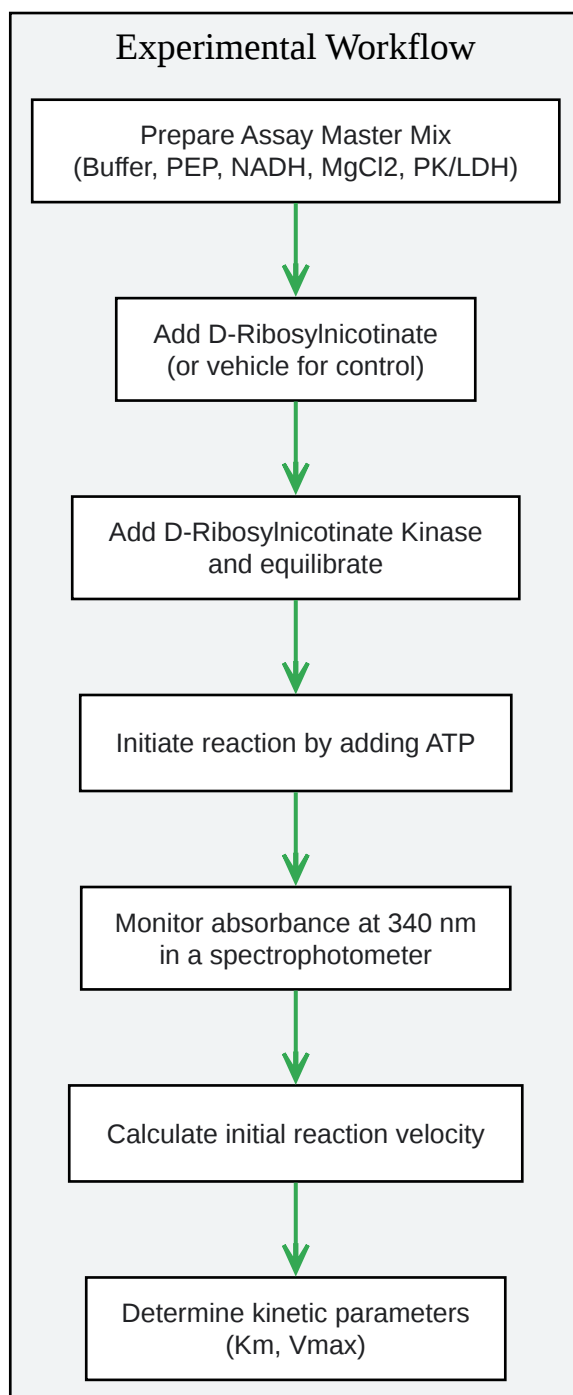 Experimental Workflow
Prepare Assay Master Mix
(Buffer, PEP, NADH, MgCl2, PK/LDH)
Add D-Ribosylnicotinate
(or vehicle for control)
Add D-Ribosylnicotinate Kinase
and equilibrate
Initiate reaction by adding ATP
Monitor absorbance at 340 nm
in a spectrophotometer
Calculate initial reaction velocity
Determine kinetic parameters
(Km, Vmax)